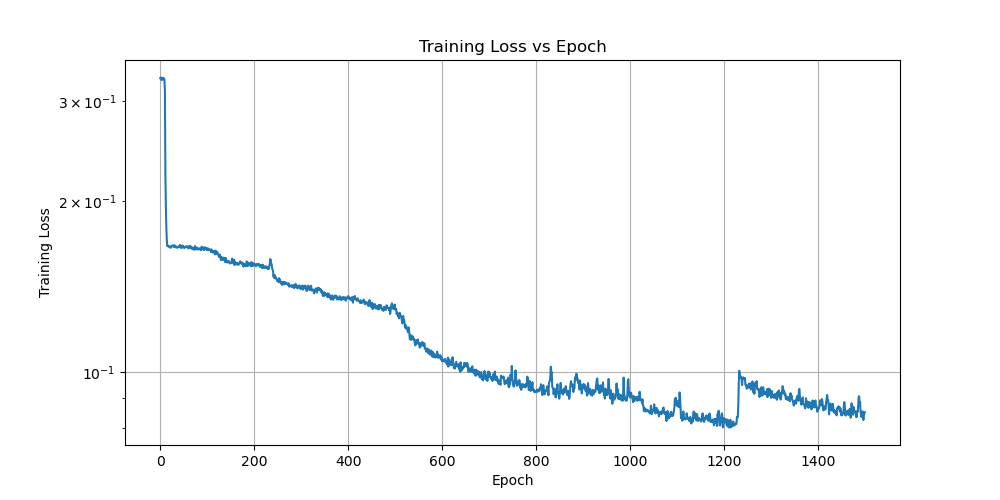 Training Loss vs Epoch
Training Loss
3 × 10⁻¹
2 × 10⁻¹
10⁻¹
0 200 400 600 800 1000 1200 1400
Epoch